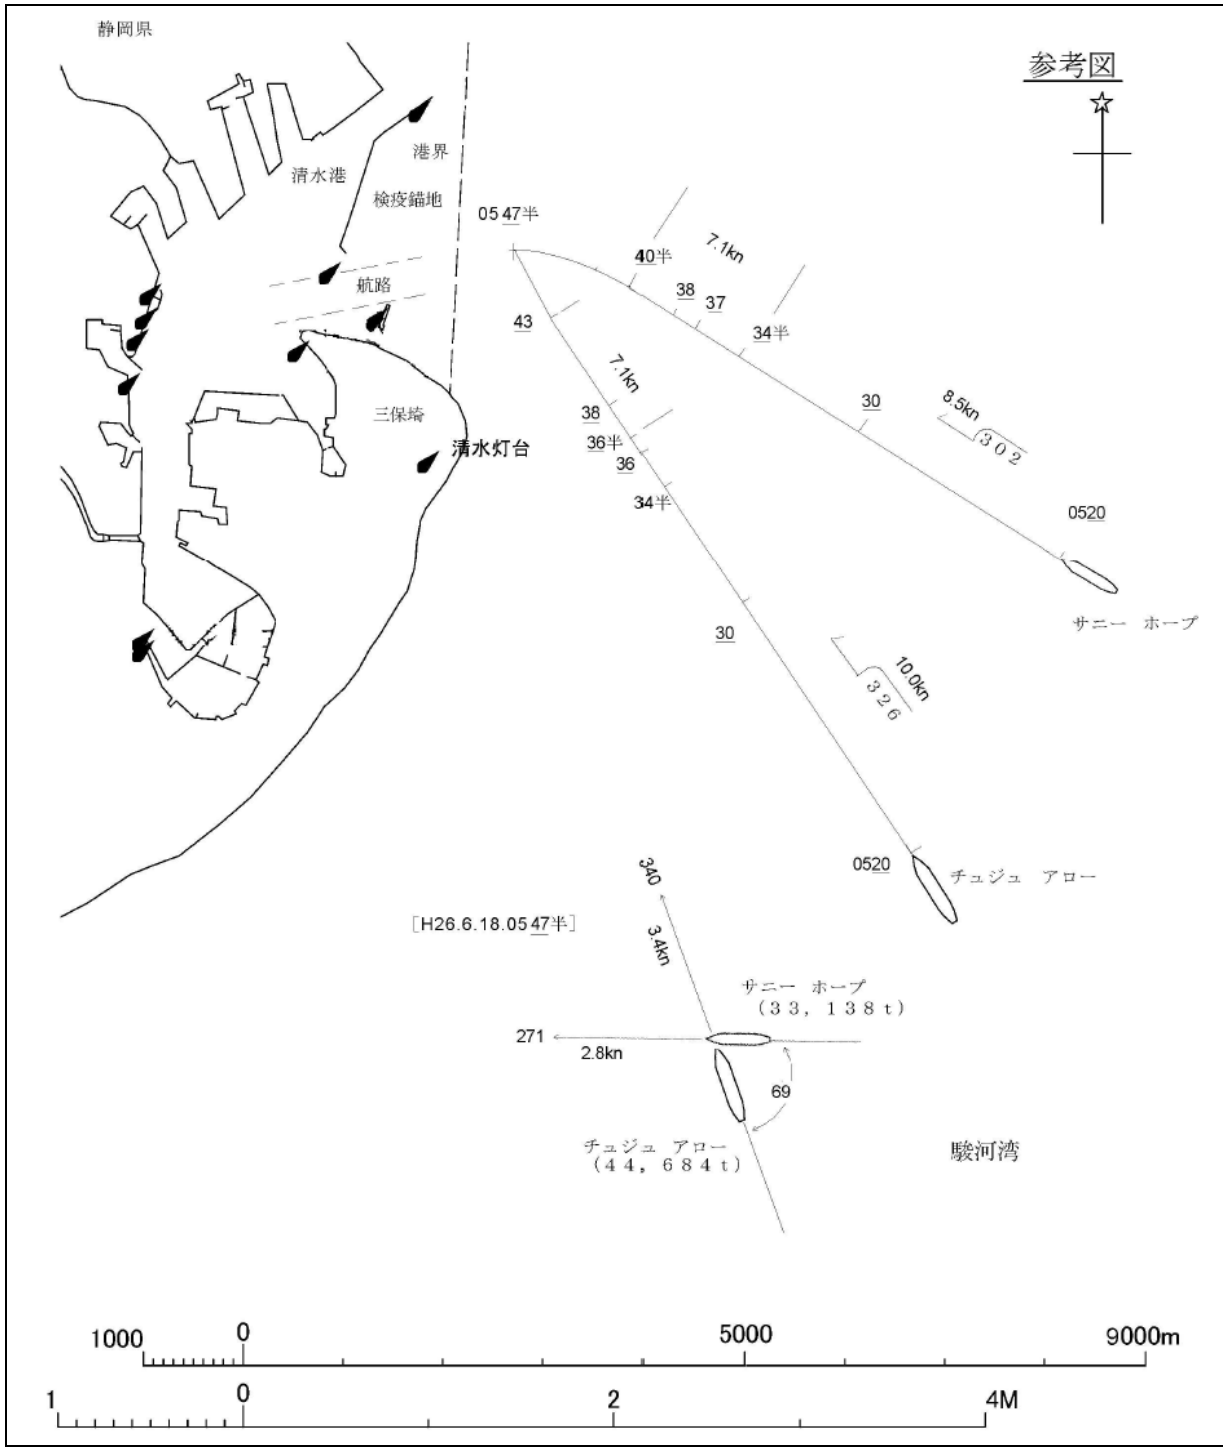 静岡県
参考図
港界
清水港
検疫錨地
航路
三保埼
清水灯台
0547半
40半
7.1kn
38
37
34半
30
8.5kn
302
0520
サニー ホープ
43
7.1kn
38
36半
36
34半
30
10.0kn
326
0520
チュジュ アロー
[H26.6.18.0547半]
340
3.4kn
サニー ホープ
(33,138t)
271
2.8kn
69
チュジュ アロー
(44,684t)
駿河湾
1000 0 5000 9000m
1 0 2 4M